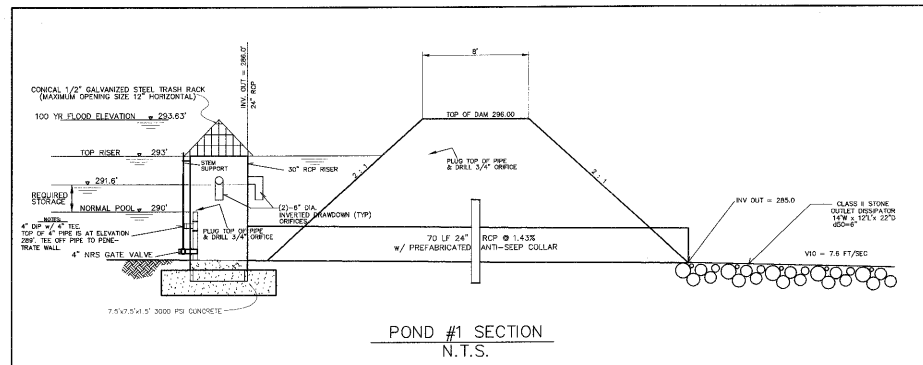 8'
INV. OUT = 286.0'
24" RCP
CONICAL 1/2" GALVANIZED STEEL TRASH RACK
(MAXIMUM OPENING SIZE 12" HORIZONTAL)
100 YR FLOOD ELEVATION 293.63'
TOP OF DAM 296.00
TOP RISER 293'
STEM
SUPPORT
30" RCP RISER
PLUG TOP OF PIPE
& DRILL 3/4" ORIFICE
2:1
2:1
291.6'
REQUIRED
STORAGE
NORMAL POOL 290'
(2)-6" DIA.
INVERTED DRAWDOWN (TYP)
ORIFICES
PLUG TOP OF PIPE
& DRILL 3/4" ORIFICE
NOTES:
4" DIP W/ 4" TEE.
TOP OF 4" PIPE IS AT ELEVATION
289'. TEE OFF PIPE TO PENE-
TRATE WALL.
4" NRS GATE VALVE
70 LF 24" RCP @ 1.43%
w/ PREFABRICATED ANTI-SEEP COLLAR
INV OUT = 285.0
CLASS II STONE
OUTLET DISSIPATOR
14'W x 12'L x 22"D
d50=6"
V10 = 7.6 FT/SEC
7.5'x7.5'x1.5' 3000 PSI CONCRETE
POND #1 SECTION
N.T.S.